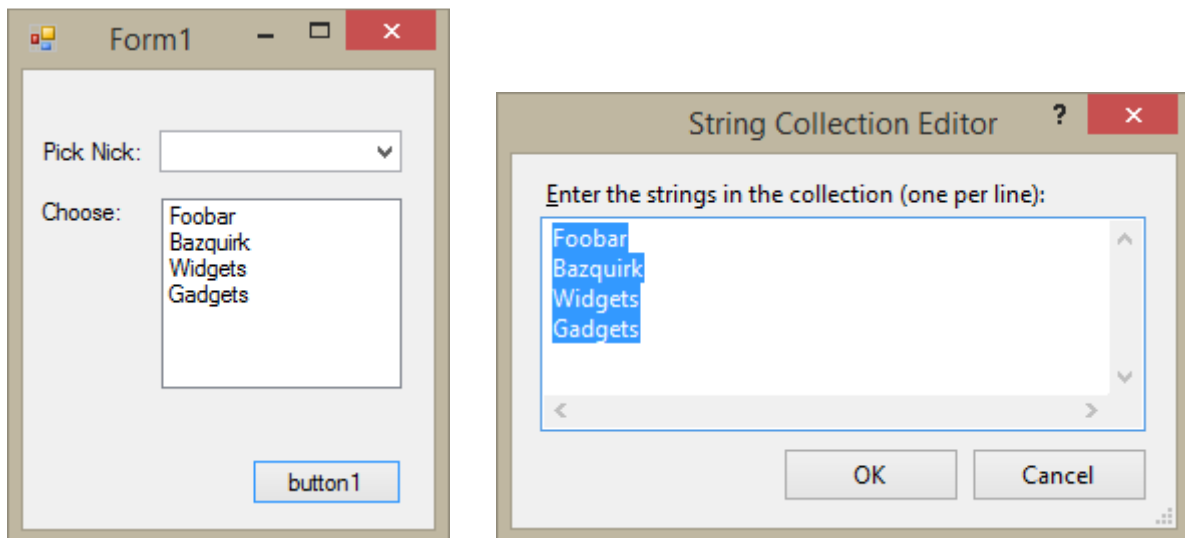 Form1
Pick Nick:
Choose:
Foobar
Bazquirk
Widgets
Gadgets
button1
String Collection Editor ?
Enter the strings in the collection (one per line):
Foobar
Bazquirk
Widgets
Gadgets
OK Cancel